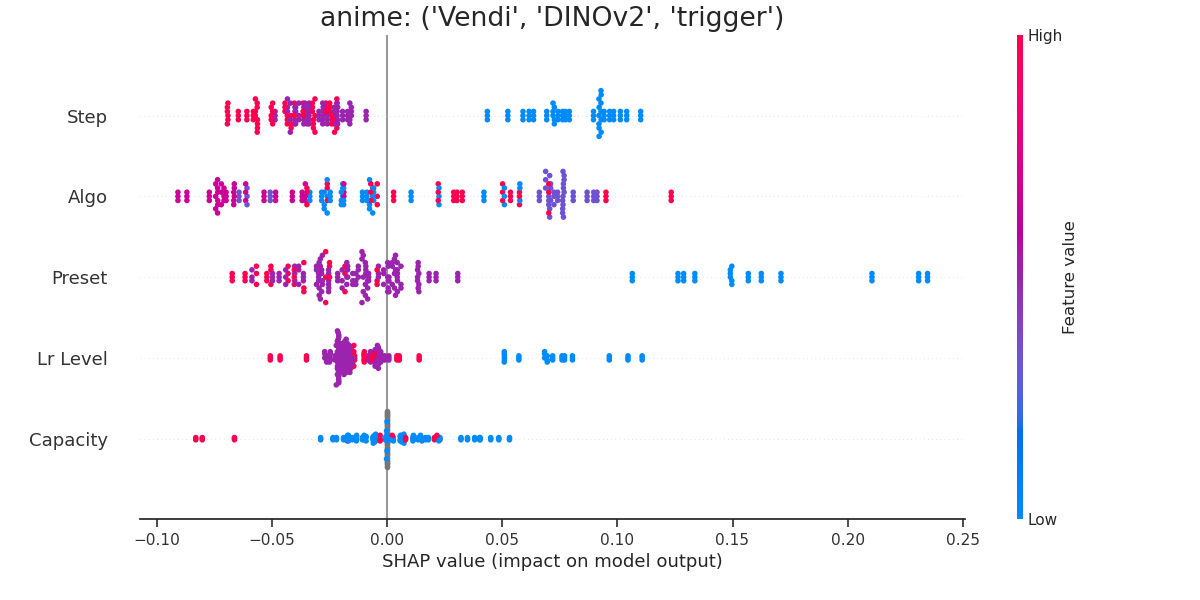 anime: ('Vendi', 'DINOv2', 'trigger')
High
Step
Algo
Preset
Lr Level
Capacity
Feature value
Low
−0.10 −0.05 0.00 0.05 0.10 0.15 0.20 0.25
SHAP value (impact on model output)